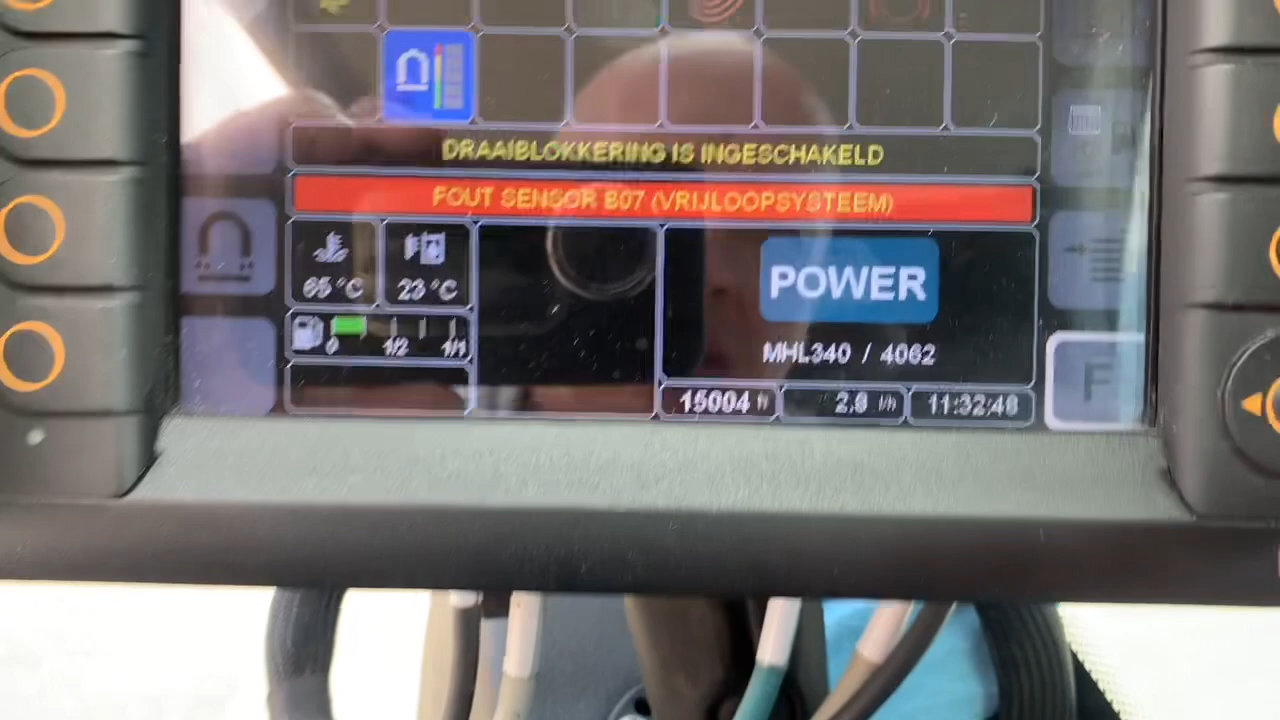 DRAAIBLOKKERING IS INGESCHAKELD
FOUT SENSOR B07 (VRIJLOOPSYSTEEM)
65 °C
23 °C
POWER
0 1/2 1/1
MHL340 / 4062
15004 h
2.8 l/h
11:32:48
F